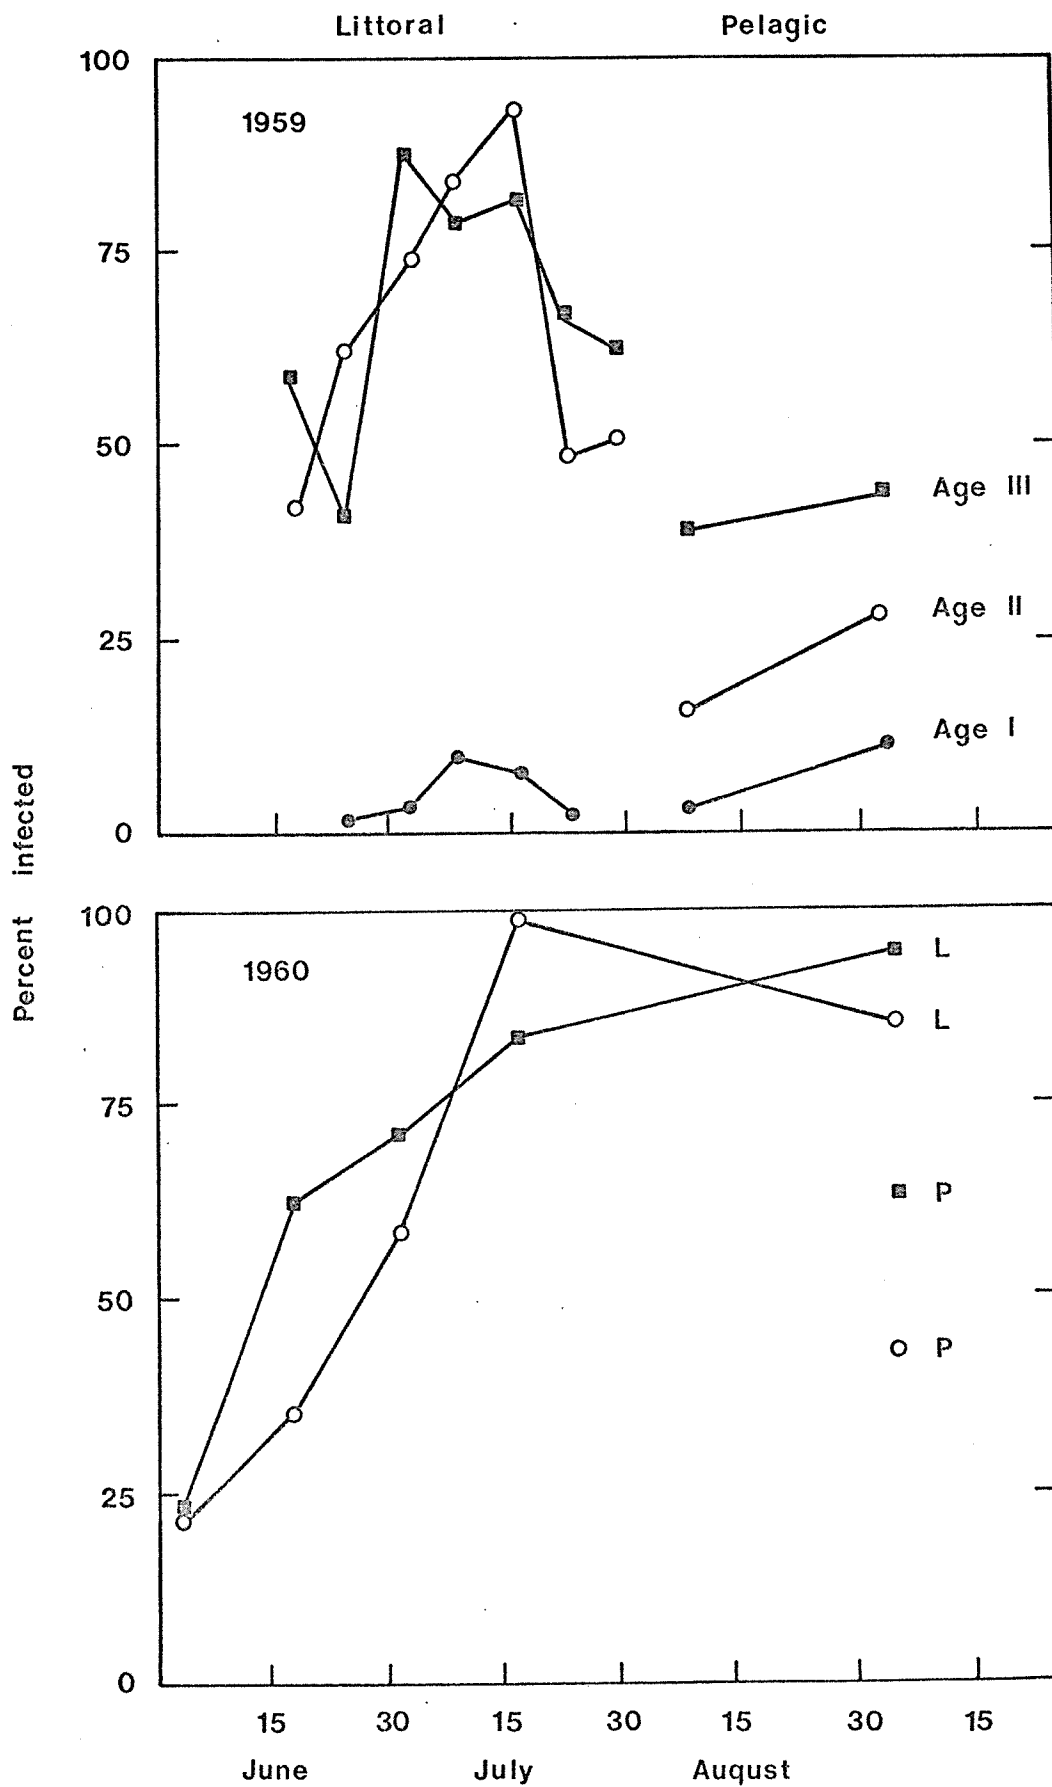 Littoral Pelagic
100
1959
75
50
Age III
Age II
25
Age I
0
Percent infected
100
1960
L
L
75
P
50
P
25
0
15 30 15 30 15 30 15
June July August